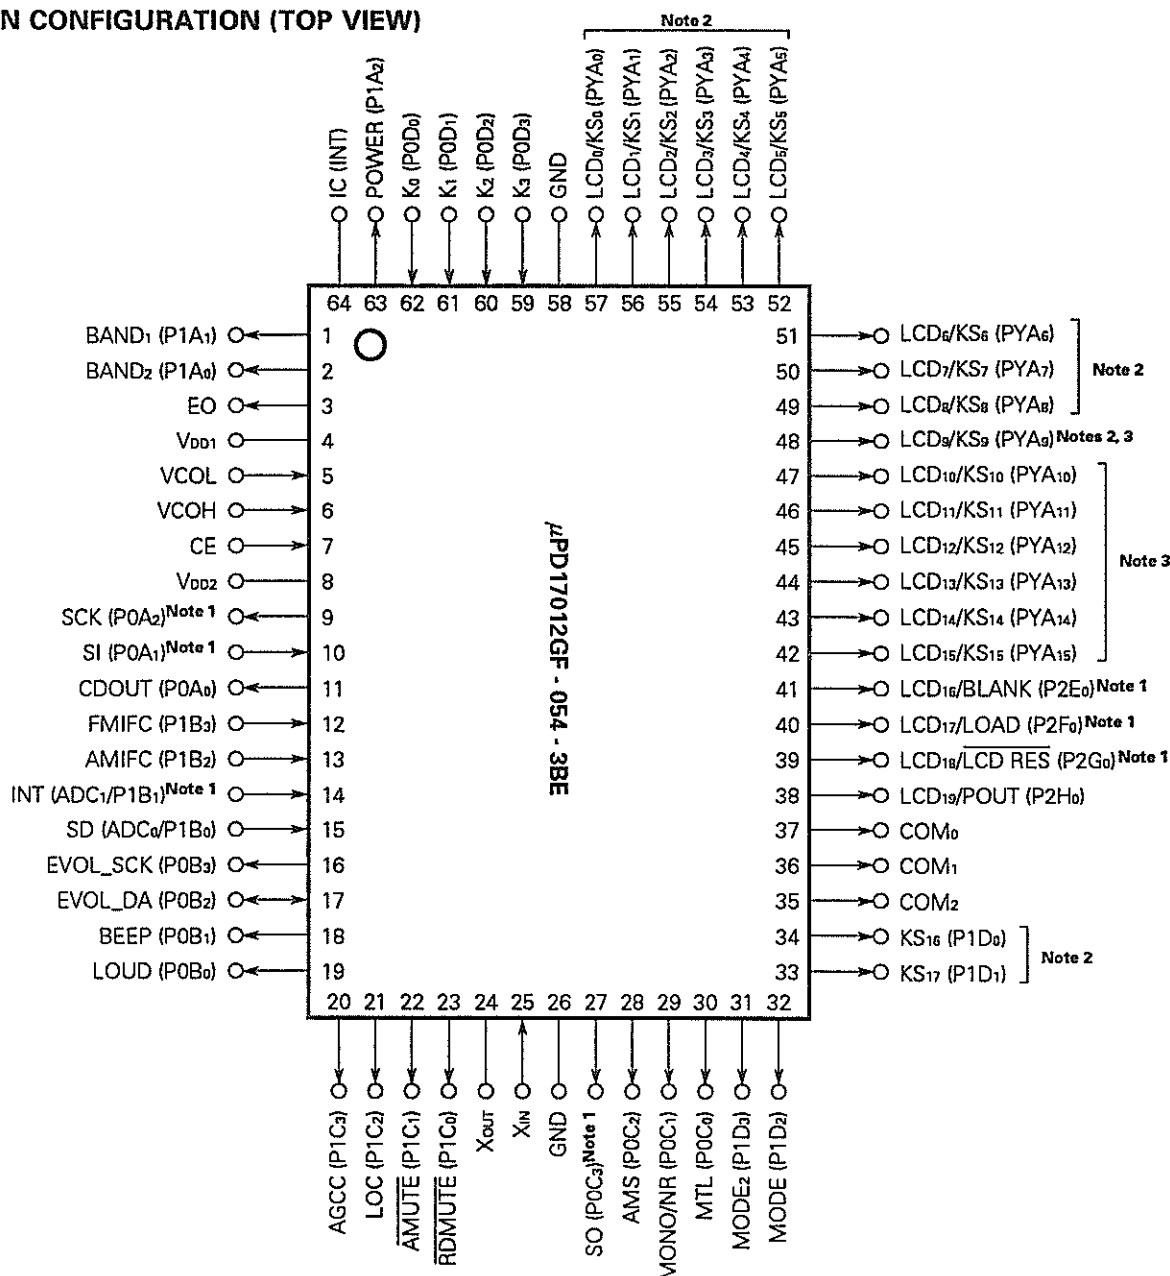 N CONFIGURATION (TOP VIEW)
Note 2
IC (INT)
POWER (P1A2)
K0 (P0D0)
K1 (P0D1)
K2 (P0D2)
K3 (P0D3)
GND
LCD0/KS0 (PYA0)
LCD1/KS1 (PYA1)
LCD2/KS2 (PYA2)
LCD3/KS3 (PYA3)
LCD4/KS4 (PYA4)
LCD5/KS5 (PYA5)
64 63 62 61 60 59 58 57 56 55 54 53 52
BAND1 (P1A1) 1
BAND2 (P1A0) 2
EO 3
VDD1 4
VCOL 5
VCOH 6
CE 7
VDD2 8
SCK (P0A2)Note 1 9
SI (P0A1)Note 1 10
CDOUT (P0A0) 11
FMIFC (P1B3) 12
AMIFC (P1B2) 13
INT (ADC1/P1B1)Note 1 14
SD (ADC0/P1B0) 15
EVOL_SCK (P0B3) 16
EVOL_DA (P0B2) 17
BEEP (P0B1) 18
LOUD (P0B0) 19
μPD17012GF - 054 - 3BE
51 LCD6/KS6 (PYA6)
50 LCD7/KS7 (PYA7) Note 2
49 LCD8/KS8 (PYA8)
48 LCD9/KS9 (PYA9)Notes 2, 3
47 LCD10/KS10 (PYA10)
46 LCD11/KS11 (PYA11)
45 LCD12/KS12 (PYA12)
Note 3
44 LCD13/KS13 (PYA13)
43 LCD14/KS14 (PYA14)
42 LCD15/KS15 (PYA15)
41 LCD16/BLANK (P2E0)Note 1
40 LCD17/LOAD (P2F0)Note 1
39 LCD18/LCD RES (P2G0)Note 1
38 LCD19/POUT (P2H0)
37 COM0
36 COM1
35 COM2
34 KS16 (P1D0)
Note 2
33 KS17 (P1D1)
20 21 22 23 24 25 26 27 28 29 30 31 32
AGCC (P1C3)
LOC (P1C2)
AMUTE (P1C1)
RDMUTE (P1C0)
XOUT
XIN
GND
SO (P0C3)Note 1
AMS (P0C2)
MONO/NR (P0C1)
MTL (P0C0)
MODE2 (P1D3)
MODE (P1D2)